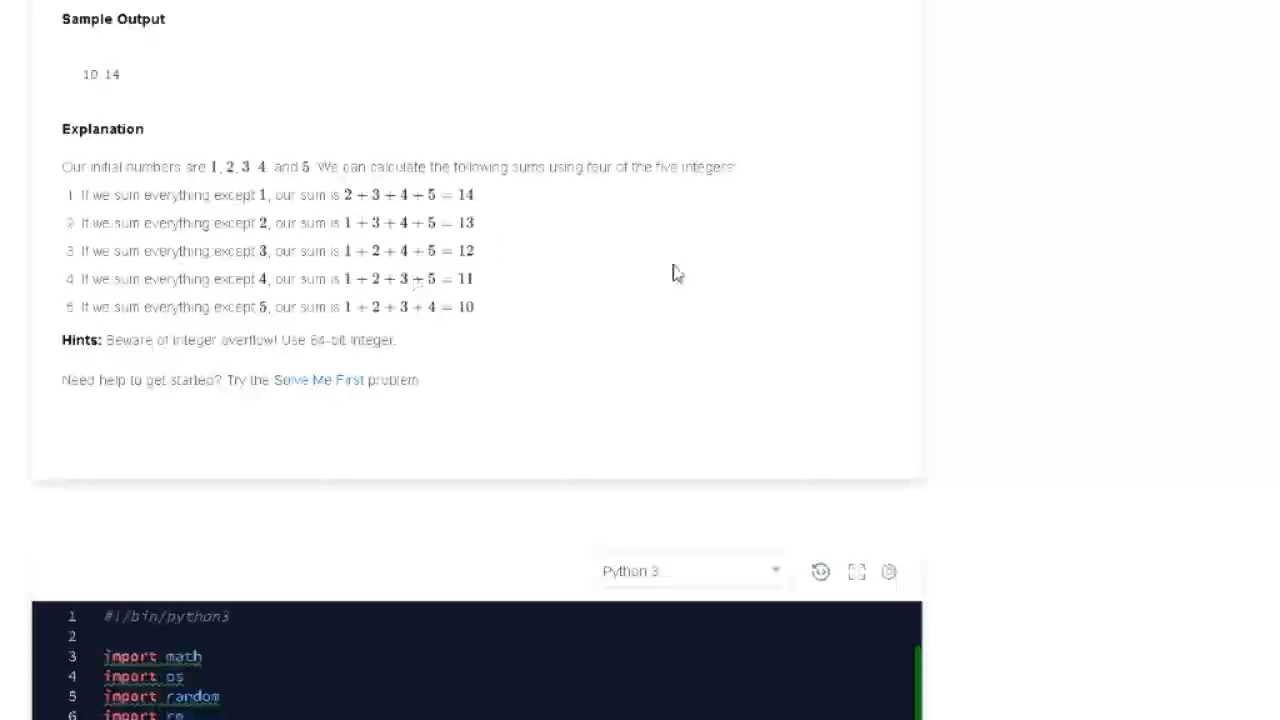 Sample Output
10 14
Explanation
Our initial numbers are 1, 2, 3 4, and 5. We can calculate the following sums using four of the five integers:
1 If we sum everything except 1, our sum is 2 + 3 + 4 + 5 = 14
2 If we sum everything except 2, our sum is 1 + 3 + 4 + 5 = 13
3 If we sum everything except 3, our sum is 1 + 2 + 4 + 5 = 12
4 If we sum everything except 4, our sum is 1 + 2 + 3 + 5 = 11
5 If we sum everything except 5, our sum is 1 + 2 + 3 + 4 = 10
Hints: Beware of integer overflow! Use 64-bit Integer.
Need help to get started? Try the Solve Me First problem
Python 3
1 #!/bin/python3
2
3 import math
4 import os
5 import random
6 import re